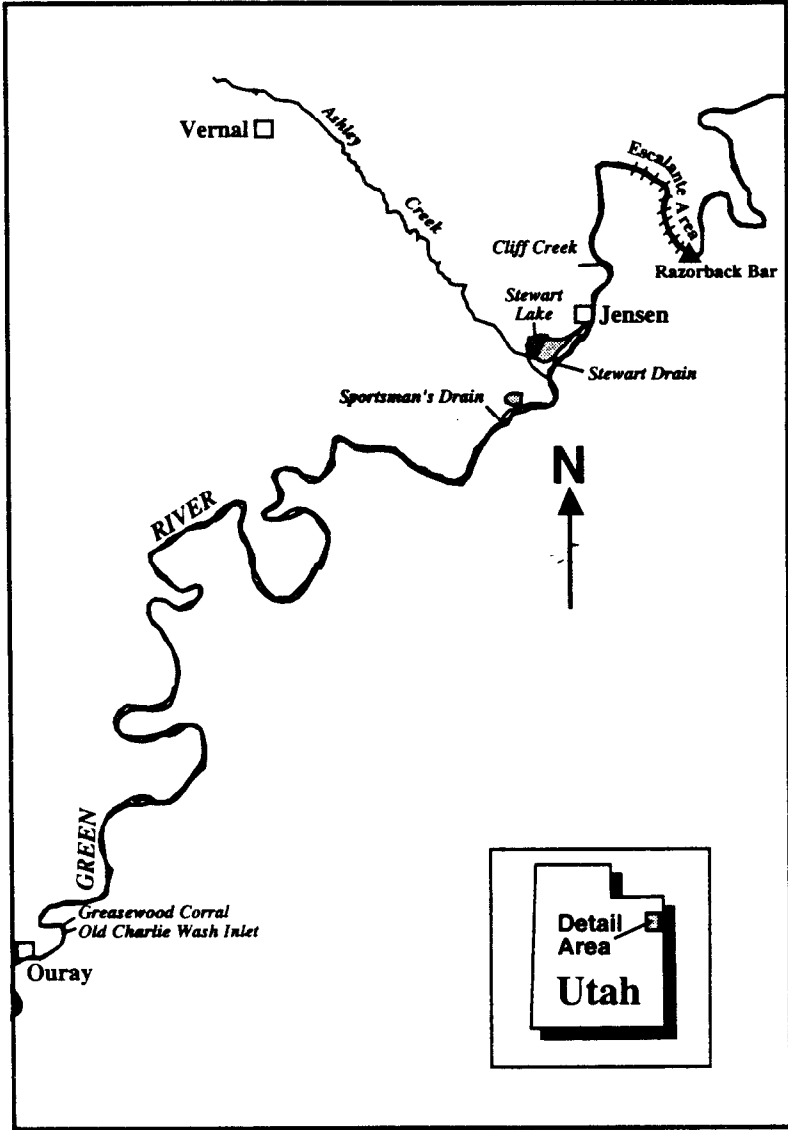 Vernal
Ashley
Creek
Escalante Area
Cliff Creek
Razorback Bar
Stewart
Lake
Jensen
Stewart Drain
Sportsman's Drain
N
RIVER
GREEN
Greasewood Corral
Old Charlie Wash Inlet
Ouray
Detail
Area
Utah